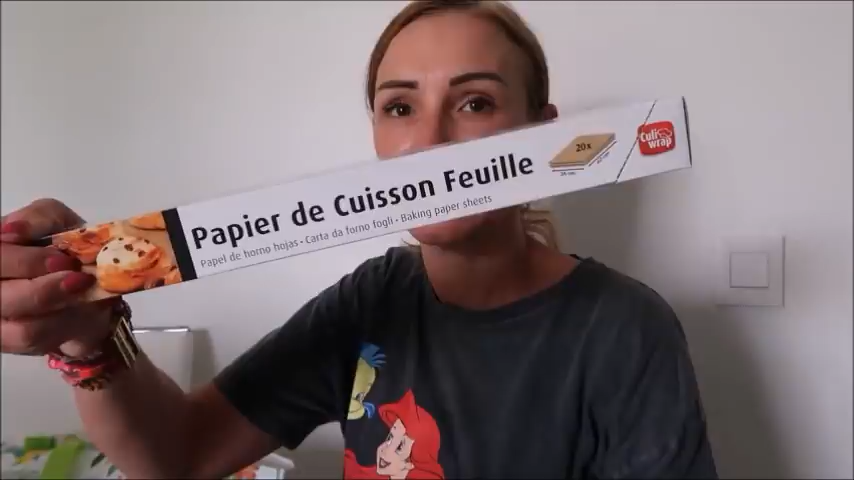 Papier de Cuisson Feuille
Papel de horno hojas • Carta da forno fogli • Baking paper sheets
20x
Culi
wrap